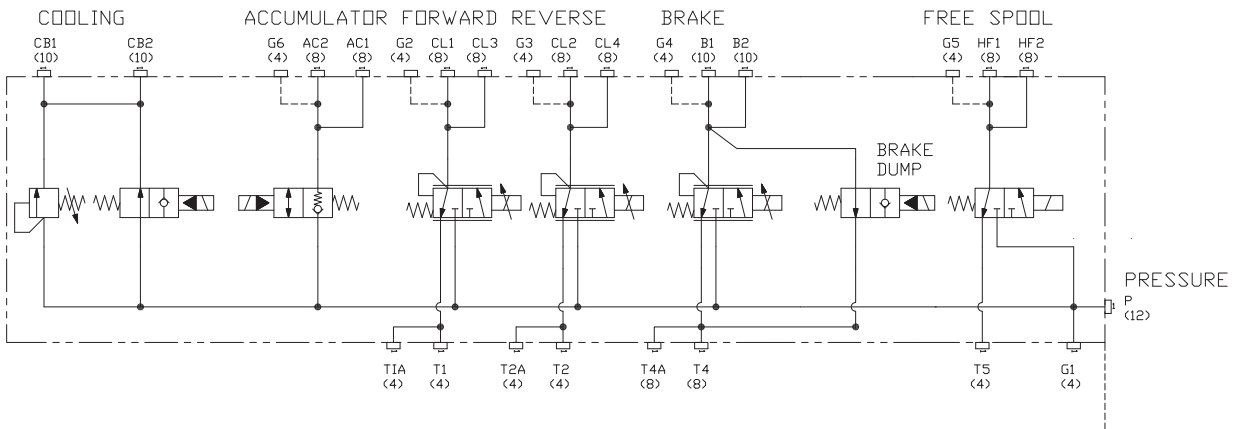 COOLING ACCUMULATOR FORWARD REVERSE BRAKE FREE SPOOL
CB1 CB2 G6 AC2 AC1 G2 CL1 CL3 G3 CL2 CL4 G4 B1 B2 G5 HF1 HF2
(10) (10) (4) (8) (8) (4) (8) (8) (4) (8) (8) (4) (10) (10) (4) (8) (8)
BRAKE
DUMP
PRESSURE
P
(12)
T1A T1 T2A T2 T4A T4 T5 G1
(4) (4) (4) (4) (8) (8) (4) (4)